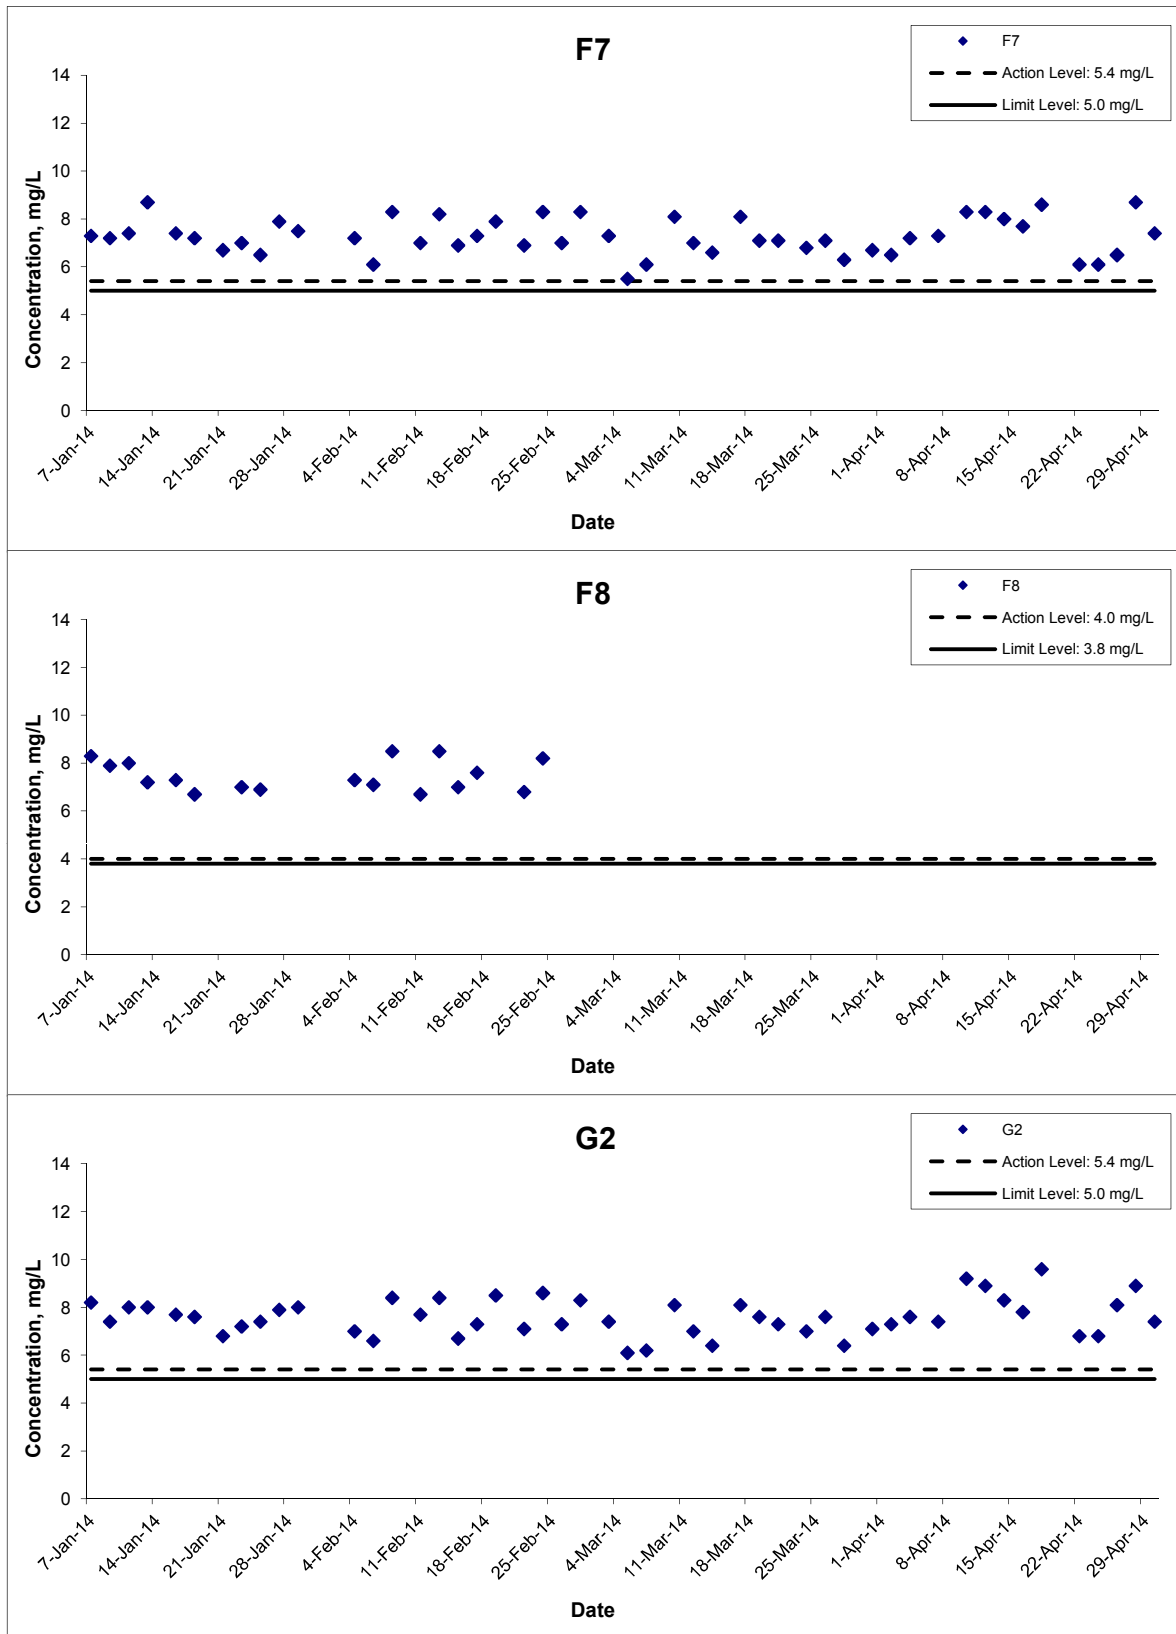 F7
F7
Action Level: 5.4 mg/L
Limit Level: 5.0 mg/L
14
12
10
8
6
4
2
0
Concentration, mg/L
7-Jan-14
14-Jan-14
21-Jan-14
28-Jan-14
4-Feb-14
11-Feb-14
18-Feb-14
25-Feb-14
4-Mar-14
11-Mar-14
18-Mar-14
25-Mar-14
1-Apr-14
8-Apr-14
15-Apr-14
22-Apr-14
29-Apr-14
Date
F8
F8
Action Level: 4.0 mg/L
Limit Level: 3.8 mg/L
14
12
10
8
6
4
2
0
Concentration, mg/L
7-Jan-14
14-Jan-14
21-Jan-14
28-Jan-14
4-Feb-14
11-Feb-14
18-Feb-14
25-Feb-14
4-Mar-14
11-Mar-14
18-Mar-14
25-Mar-14
1-Apr-14
8-Apr-14
15-Apr-14
22-Apr-14
29-Apr-14
Date
G2
G2
Action Level: 5.4 mg/L
Limit Level: 5.0 mg/L
14
12
10
8
6
4
2
0
Concentration, mg/L
7-Jan-14
14-Jan-14
21-Jan-14
28-Jan-14
4-Feb-14
11-Feb-14
18-Feb-14
25-Feb-14
4-Mar-14
11-Mar-14
18-Mar-14
25-Mar-14
1-Apr-14
8-Apr-14
15-Apr-14
22-Apr-14
29-Apr-14
Date